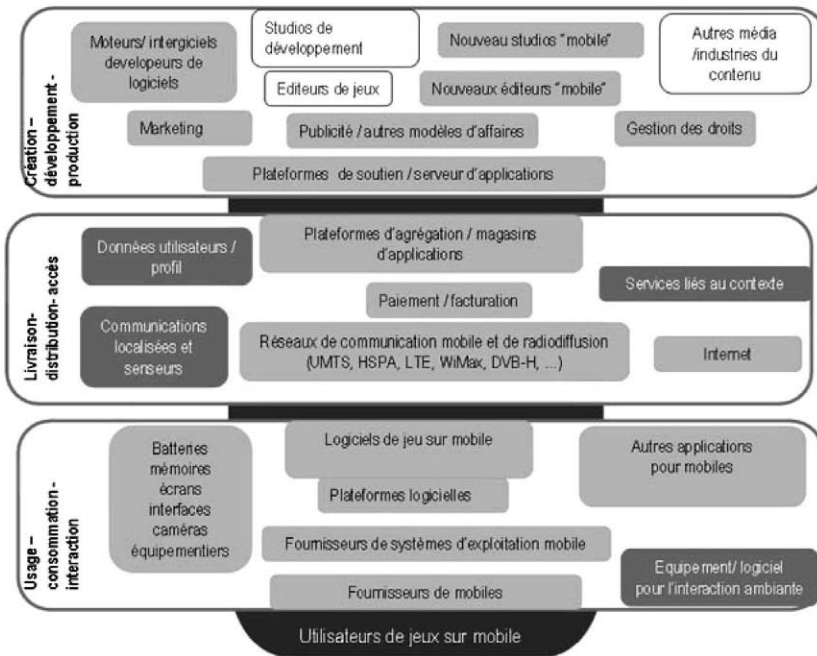 Création –
développement -
production
Moteurs/ intergiciels
developeurs de
logiciels
Studios de
développement
Nouveau studios "mobile"
Autres média
/industries du
contenu
Editeurs de jeux
Nouveaux éditeurs "mobile"
Marketing
Publicité / autres modèles d'affaires
Gestion des droits
Plateformes de soutien / serveur d'applications
Livraison-
distribution- accès
Données utilisateurs /
profil
Plateformes d'agrégation / magasins
d'applications
Services liés au contexte
Paiement / facturation
Communications
localisées et
senseurs
Réseaux de communication mobile et de radiodiffusion
(UMTS, HSPA, LTE, WiMax, DVB-H, ...)
Internet
Usage –
consommation -
interaction
Batteries
mémoires
écrans
interfaces
caméras
équipementiers
Logiciels de jeu sur mobile
Autres applications
pour mobiles
Plateformes logicielles
Fournisseurs de systèmes d'exploitation mobile
Equipement/ logiciel
pour l'interaction ambiante
Fournisseurs de mobiles
Utilisateurs de jeux sur mobile